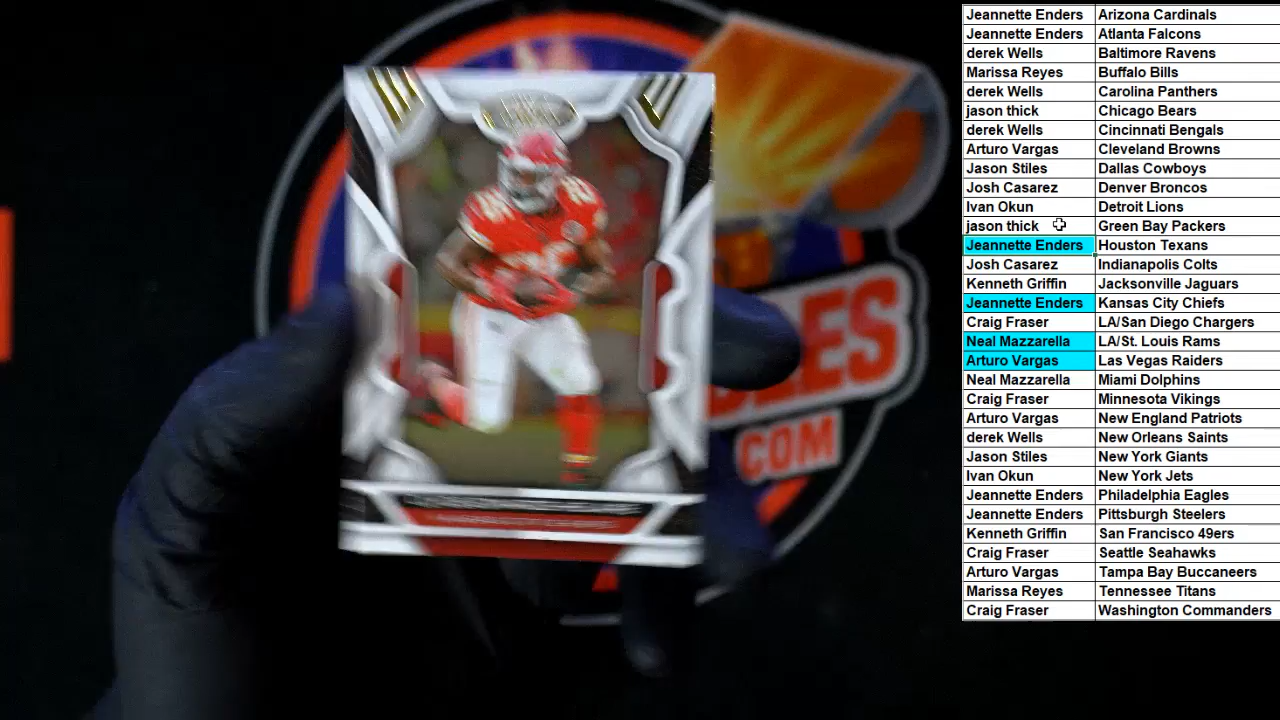 Jeannette Enders Arizona Cardinals
Jeannette Enders Atlanta Falcons
derek Wells Baltimore Ravens
Marissa Reyes Buffalo Bills
derek Wells Carolina Panthers
jason thick Chicago Bears
derek Wells Cincinnati Bengals
Arturo Vargas Cleveland Browns
Jason Stiles Dallas Cowboys
Josh Casarez Denver Broncos
Ivan Okun Detroit Lions
jason thick Green Bay Packers
Jeannette Enders Houston Texans
Josh Casarez Indianapolis Colts
Kenneth Griffin Jacksonville Jaguars
Jeannette Enders Kansas City Chiefs
Craig Fraser LA/San Diego Chargers
Neal Mazzarella LA/St. Louis Rams
Arturo Vargas Las Vegas Raiders
Neal Mazzarella Miami Dolphins
Craig Fraser Minnesota Vikings
Arturo Vargas New England Patriots
derek Wells New Orleans Saints
Jason Stiles New York Giants
Ivan Okun New York Jets
Jeannette Enders Philadelphia Eagles
Jeannette Enders Pittsburgh Steelers
Kenneth Griffin San Francisco 49ers
Craig Fraser Seattle Seahawks
Arturo Vargas Tampa Bay Buccaneers
Marissa Reyes Tennessee Titans
Craig Fraser Washington Commanders
COM